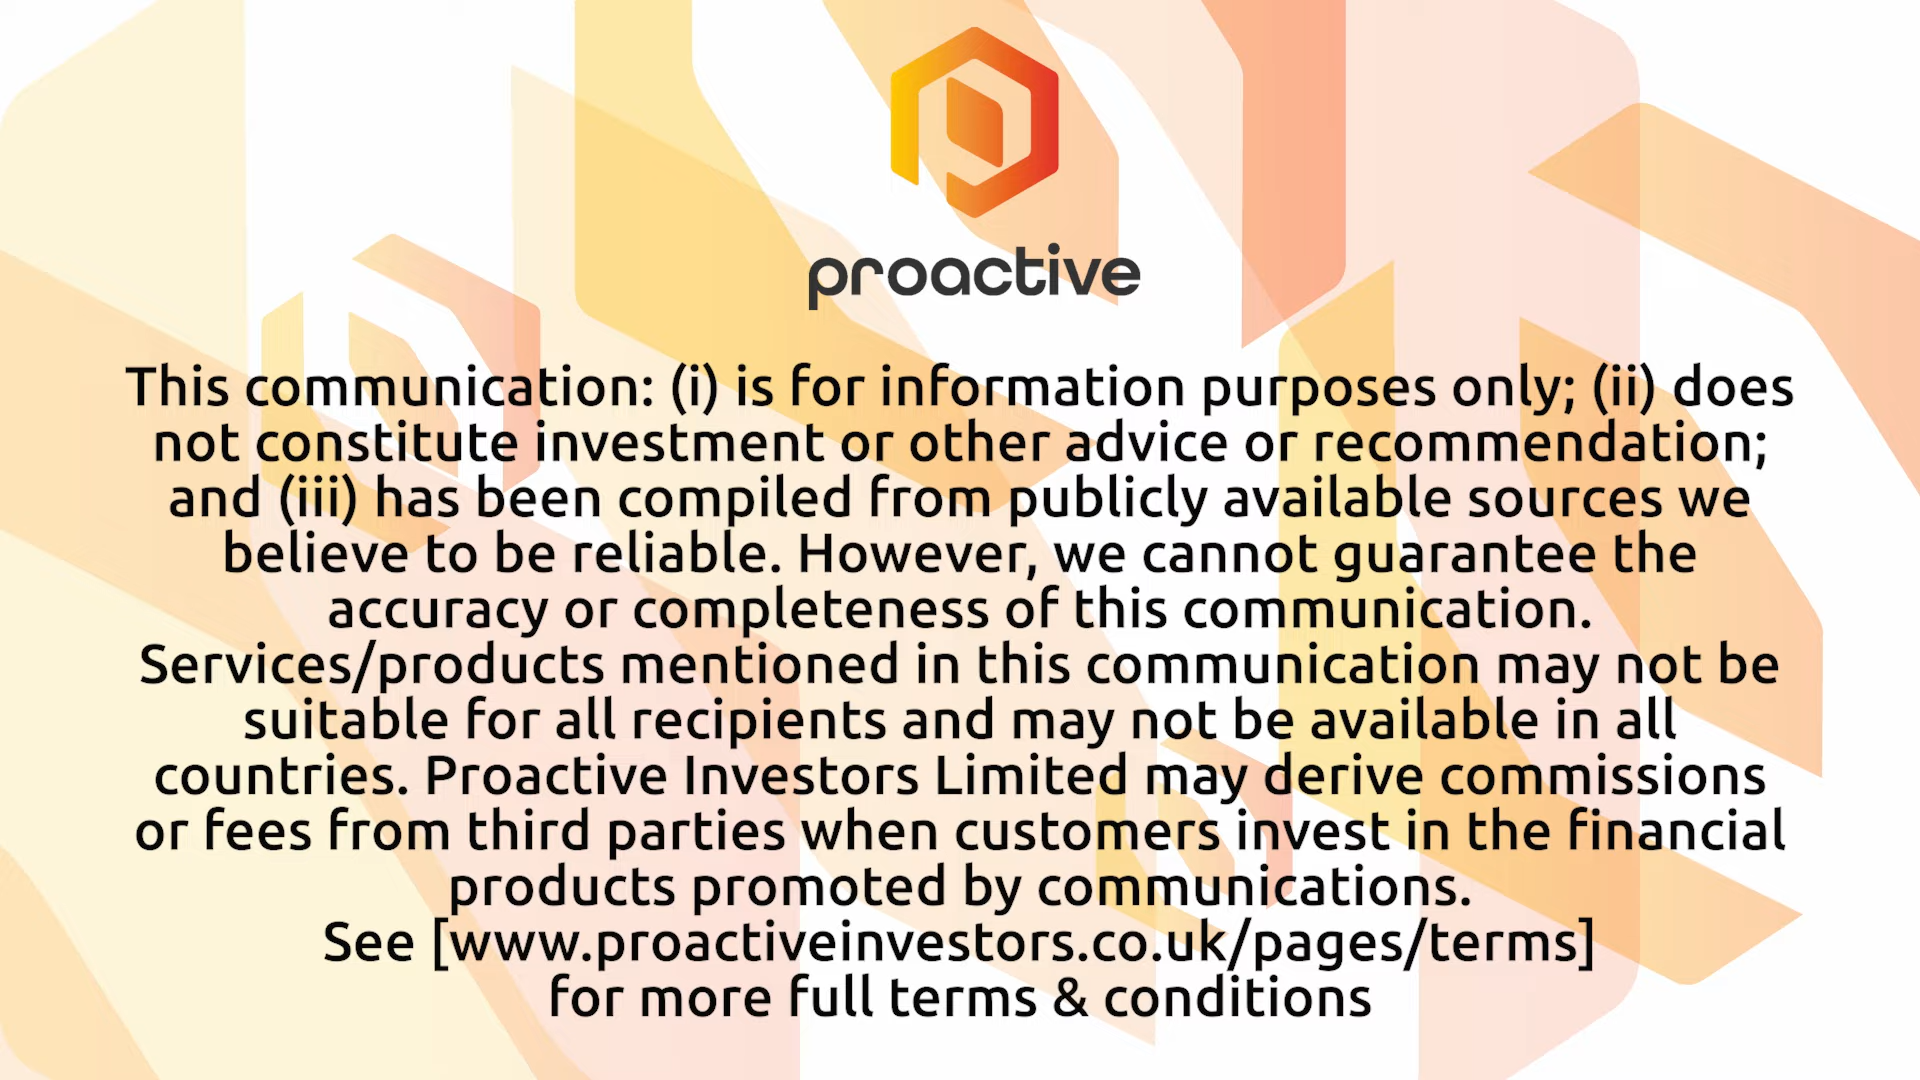 proactive
This communication: (i) is for information purposes only; (ii) does
not constitute investment or other advice or recommendation;
and (iii) has been compiled from publicly available sources we
believe to be reliable. However, we cannot guarantee the
accuracy or completeness of this communication.
Services/products mentioned in this communication may not be
suitable for all recipients and may not be available in all
countries. Proactive Investors Limited may derive commissions
or fees from third parties when customers invest in the financial
products promoted by communications.
See [www.proactiveinvestors.co.uk/pages/terms]
for more full terms & conditions